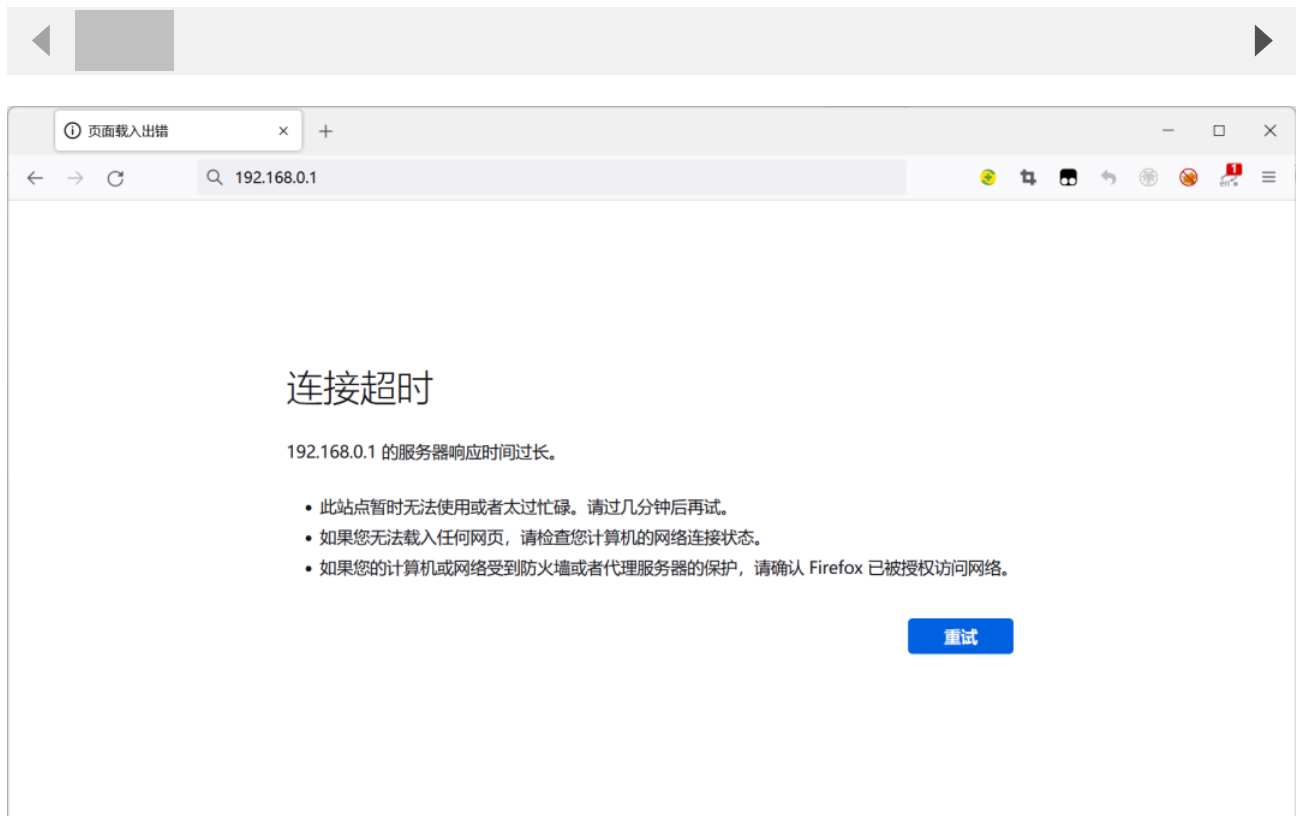 页面载入出错
192.168.0.1
1
en
连接超时
192.168.0.1 的服务器响应时间过长。
此站点暂时无法使用或者太过忙碌。请过几分钟后再试。
如果您无法载入任何网页，请检查您计算机的网络连接状态。
如果您的计算机或网络受到防火墙或者代理服务器的保护，请确认 Firefox 已被授权访问网络。
重试